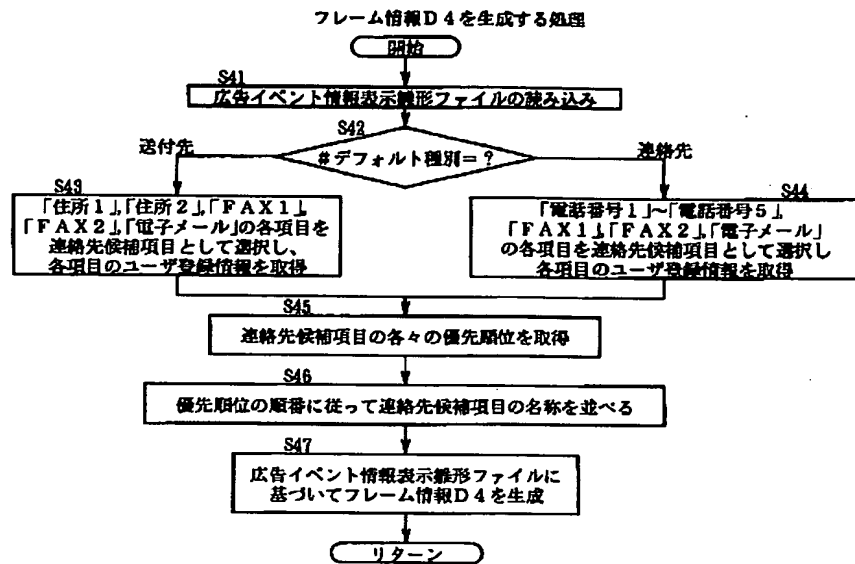 フレーム情報D4を生成する処理
開始
S41
広告イベント情報表示雛形ファイルの読み込み
S42
#デフォルト種別=?
送付先
連絡先
S43
「住所1」,「住所2」,「FAX1」,
「FAX2」,「電子メール」の各項目を
連絡先候補項目として選択し、
各項目のユーザ登録情報を取得
S44
「電話番号1」~「電話番号5」,
「FAX1」,「FAX2」,「電子メール」
の各項目を連絡先候補項目として選択し
各項目のユーザ登録情報を取得
S45
連絡先候補項目の各々の優先順位を取得
S46
優先順位の順番に従って連絡先候補項目の名称を並べる
S47
広告イベント情報表示雛形ファイルに
基づいてフレーム情報D4を生成
リターン